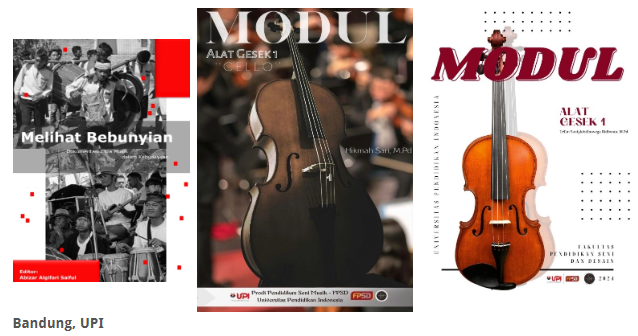 Melihat Bebunyian
Editor:
Abizar Algifari Saiful
MODUL
ALAT GESEK 1
CELLO
Hikmah Sari, M.Pd
UPI
Prodi Pendidikan Seni Musik - FPSD
Universitas Pendidikan Indonesia
FPSD
MODUL
ALAT
GESEK 1
UNIVERSITAS PENDIDIKAN INDONESIA
FAKULTAS
PENDIDIKAN SENI
DAN DESAIN
UPI
FPSD
2024
Bandung, UPI